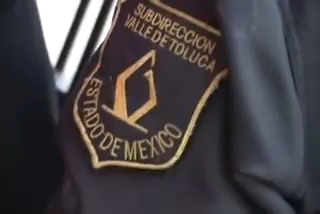 SUBDIRECCION
VALLE DE TOLUCA
ESTADO DE MEXICO